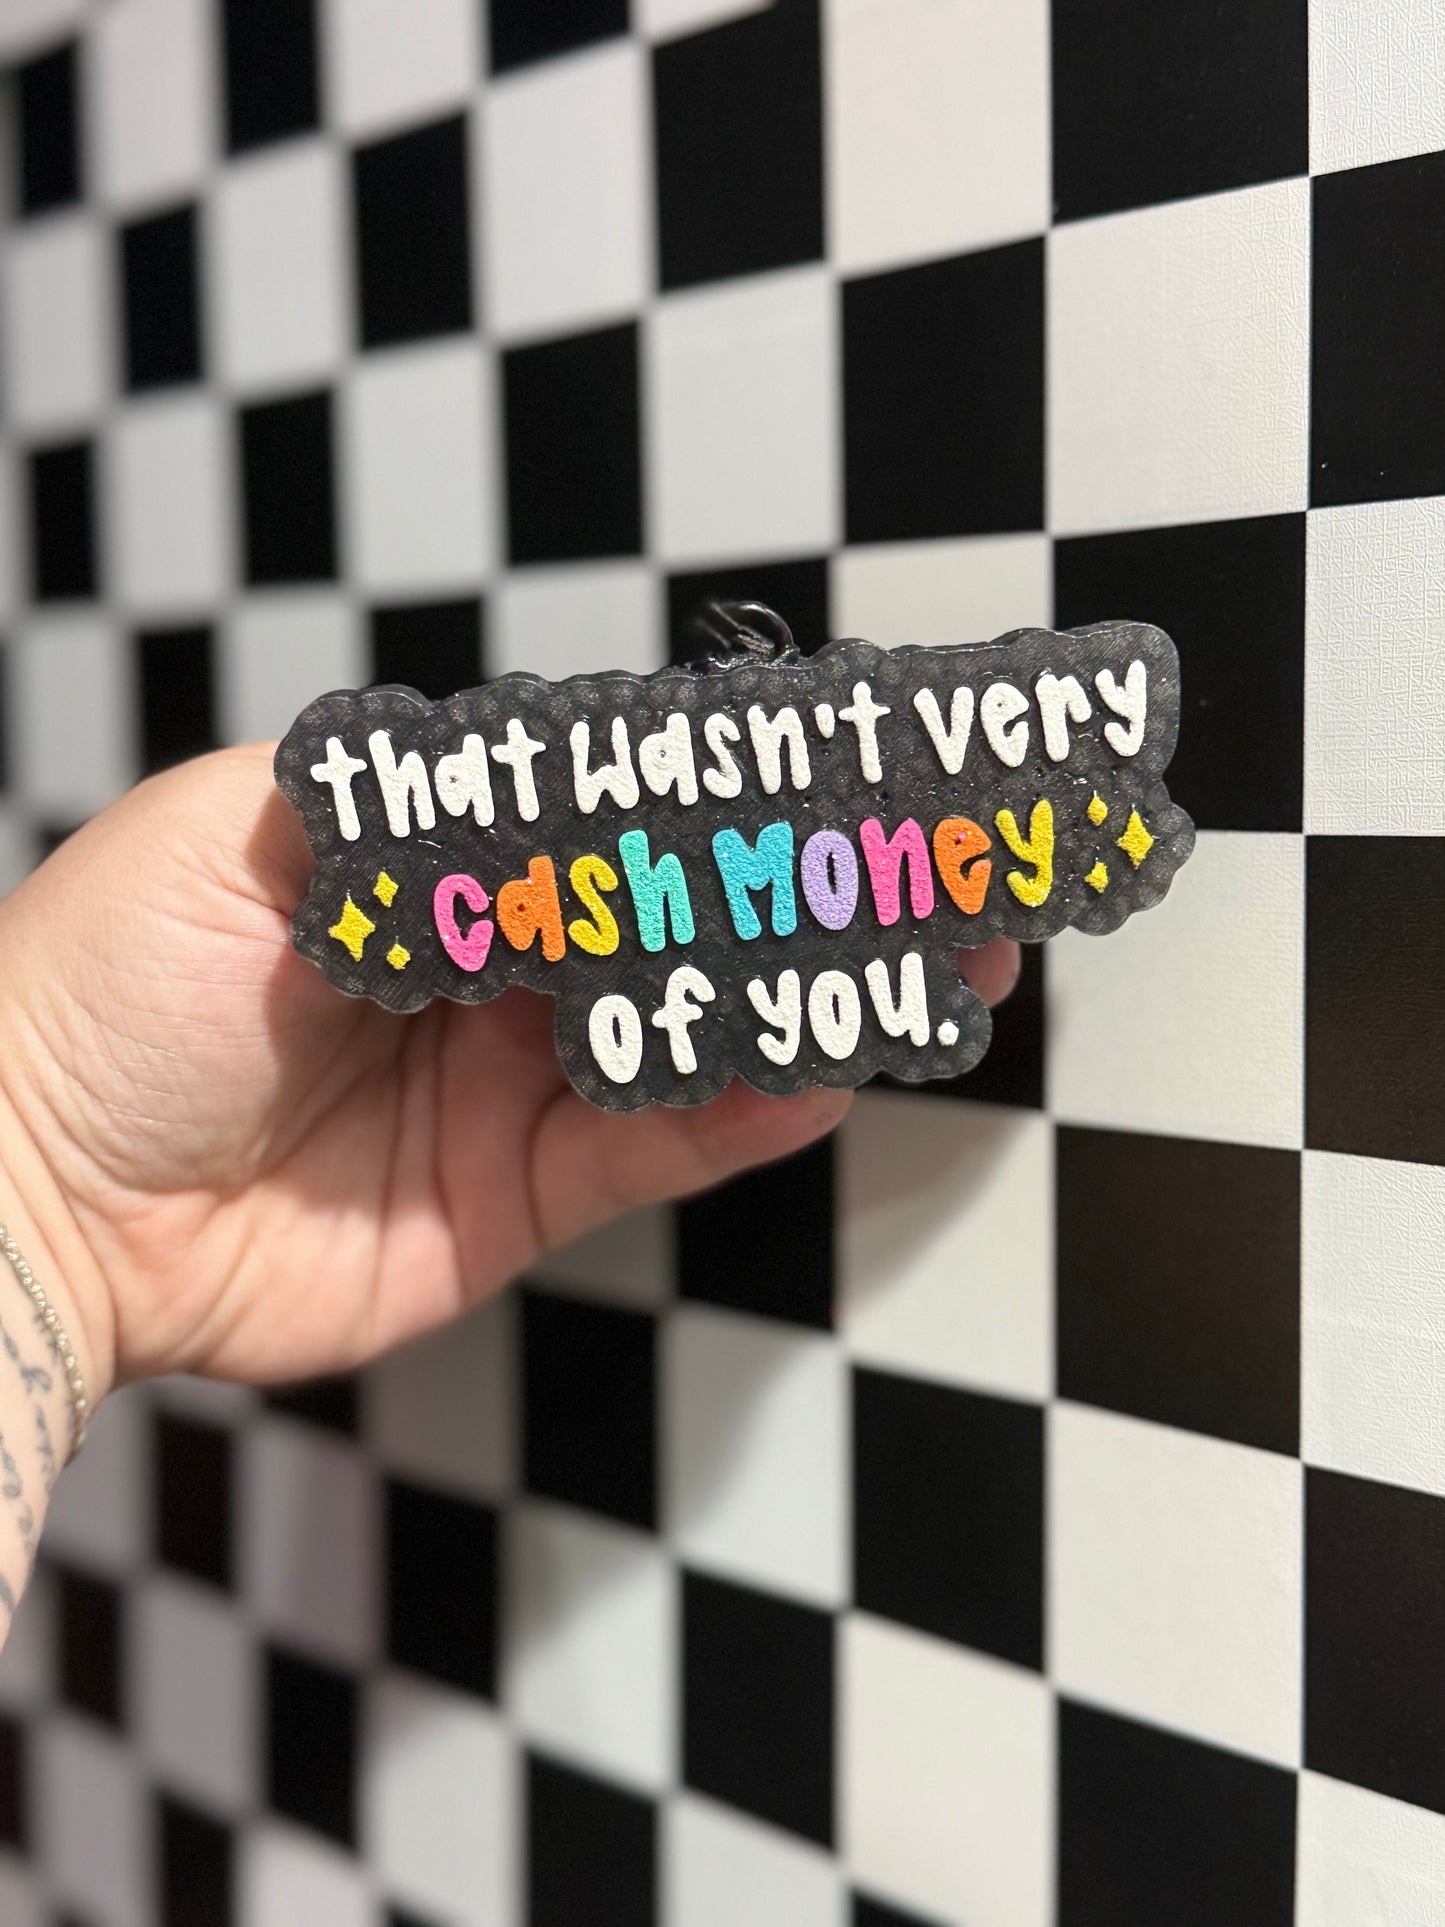 that wasn't very
cash money
of you.